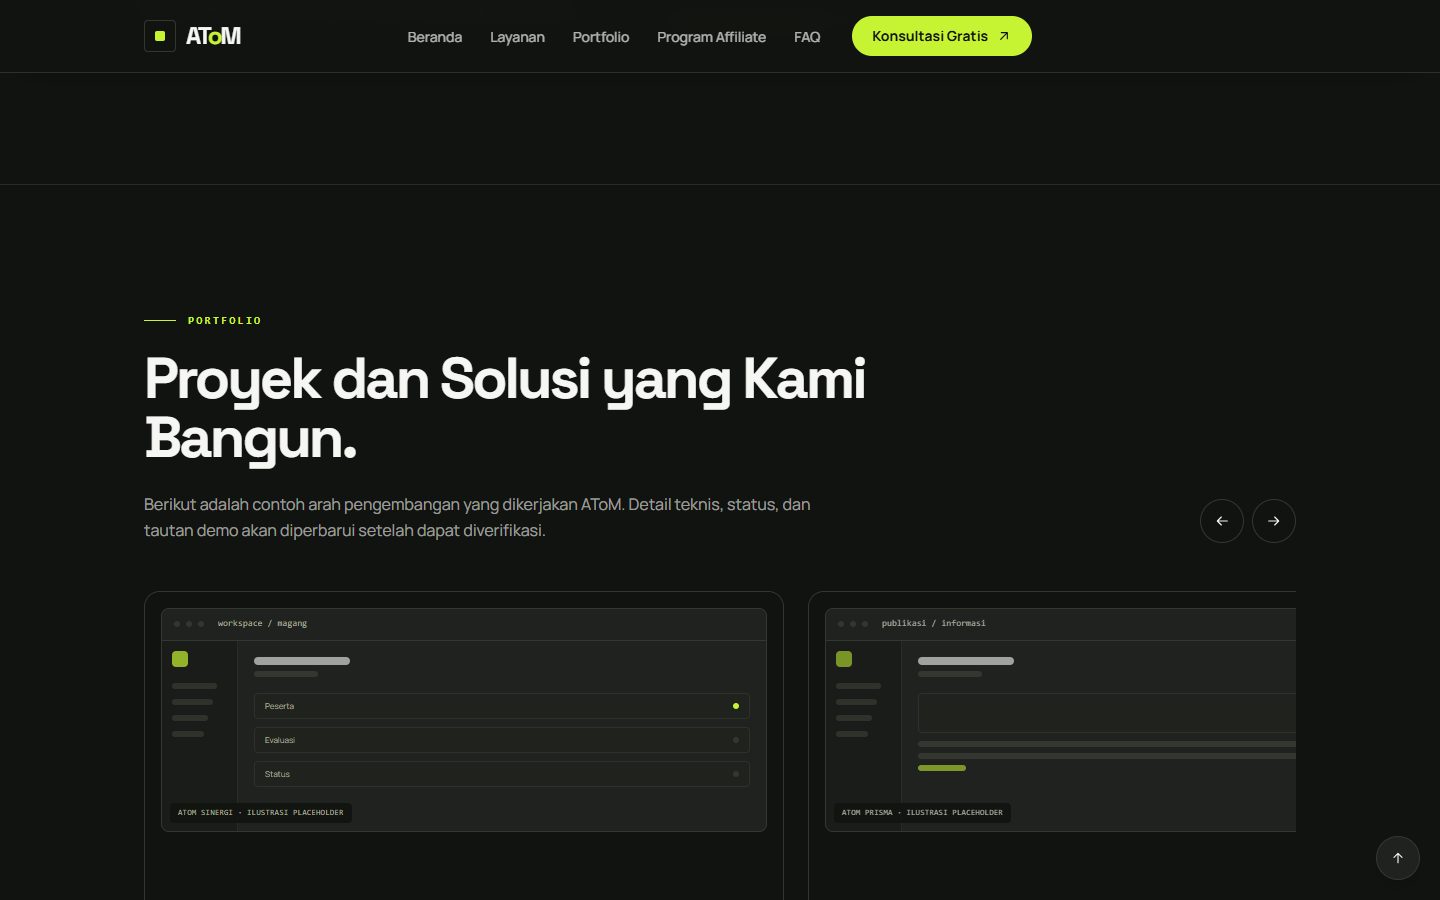 AToM
Beranda
Layanan
Portfolio
Program Affiliate
FAQ
Konsultasi Gratis
PORTFOLIO
Proyek dan Solusi yang Kami
Bangun.
Berikut adalah contoh arah pengembangan yang dikerjakan AToM. Detail teknis, status, dan
tautan demo akan diperbarui setelah dapat diverifikasi.
workspace / magang
Peserta
Evaluasi
Status
ATOM SINERGI · ILUSTRASI PLACEHOLDER
publikasi / informasi
ATOM PRISMA · ILUSTRASI PLACEHOLDER